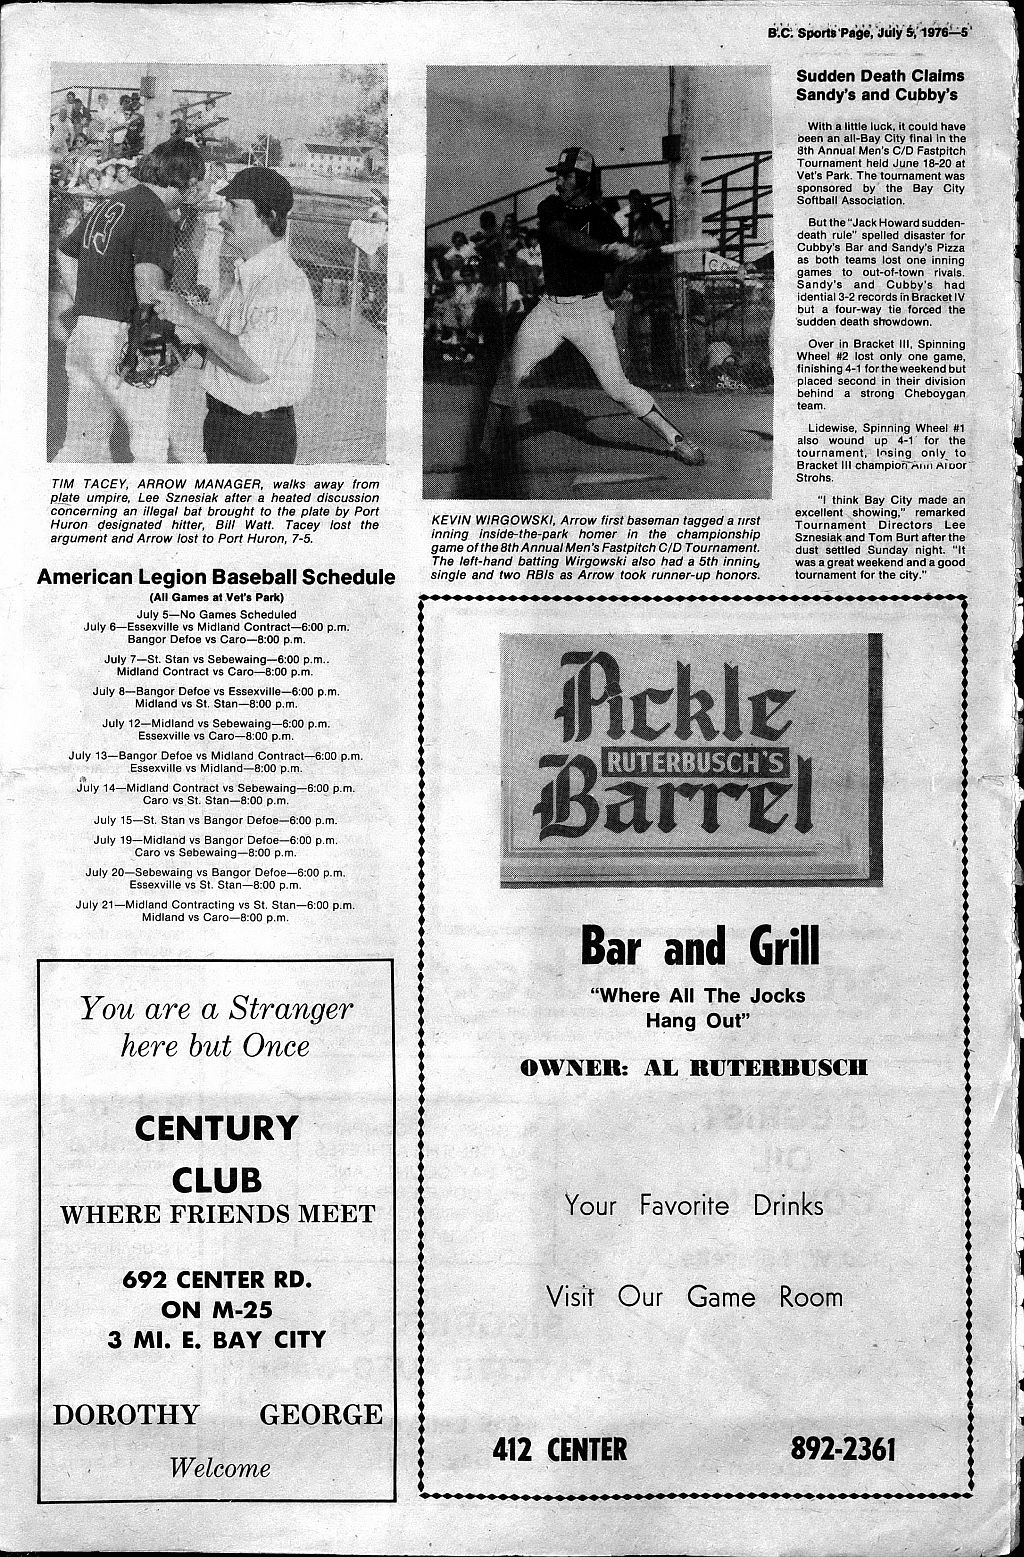 B.C. Sports Page, July 5, 1976—5
13
TIM TACEY, ARROW MANAGER, walks away from
plate umpire, Lee Sznesiak after a heated discussion
concerning an illegal bat brought to the plate by Port
Huron designated hitter, Bill Watt. Tacey lost the
argument and Arrow lost to Port Huron, 7-5.
KEVIN WIRGOWSKI, Arrow first baseman tagged a first
inning inside-the-park homer in the championship
game of the 8th Annual Men's Fastpitch C/D Tournament.
The left-hand batting Wirgowski also had a 5th inning
single and two RBIs as Arrow took runner-up honors.
Sudden Death Claims
Sandy's and Cubby's
With a little luck, it could have
been an all-Bay City final in the
8th Annual Men's C/D Fastpitch
Tournament held June 18-20 at
Vet's Park. The tournament was
sponsored by the Bay City
Softball Association.
But the "Jack Howard sudden-
death rule" spelled disaster for
Cubby's Bar and Sandy's Pizza
as both teams lost one inning
games to out-of-town rivals.
Sandy's and Cubby's had
idential 3-2 records in Bracket IV
but a four-way tie forced the
sudden death showdown.
Over in Bracket III, Spinning
Wheel #2 lost only one game,
finishing 4-1 for the weekend but
placed second in their division
behind a strong Cheboygan
team.
Lidewise, Spinning Wheel #1
also wound up 4-1 for the
tournament, losing only to
Bracket III champion Ann Arbor
Strohs.
"I think Bay City made an
excellent showing," remarked
Tournament Directors Lee
Sznesiak and Tom Burt after the
dust settled Sunday night. "It
was a great weekend and a good
tournament for the city."
American Legion Baseball Schedule
(All Games at Vet's Park)
July 5—No Games Scheduled
July 6—Essexville vs Midland Contract—6:00 p.m.
Bangor Defoe vs Caro—8:00 p.m.
July 7—St. Stan vs Sebewaing—6:00 p.m..
Midland Contract vs Caro—8:00 p.m.
July 8—Bangor Defoe vs Essexville—6:00 p.m.
Midland vs St. Stan—8:00 p.m.
July 12—Midland vs Sebewaing—6:00 p.m.
Essexville vs Caro—8:00 p.m.
July 13—Bangor Defoe vs Midland Contract—6:00 p.m.
Essexville vs Midland—8:00 p.m.
July 14—Midland Contract vs Sebewaing—6:00 p.m.
Caro vs St. Stan—8:00 p.m.
July 15—St. Stan vs Bangor Defoe—6:00 p.m.
July 19—Midland vs Bangor Defoe—6:00 p.m.
Caro vs Sebewaing—8:00 p.m.
July 20—Sebewaing vs Bangor Defoe—6:00 p.m.
Essexville vs St. Stan—8:00 p.m.
July 21—Midland Contracting vs St. Stan—6:00 p.m.
Midland vs Caro—8:00 p.m.
You are a Stranger
here but Once
CENTURY
CLUB
WHERE FRIENDS MEET
692 CENTER RD.
ON M-25
3 MI. E. BAY CITY
DOROTHY GEORGE
Welcome
Pickle
RUTERBUSCH'S
Barrel
Bar and Grill
"Where All The Jocks
Hang Out"
OWNER: AL RUTERBUSCH
Your Favorite Drinks
Visit Our Game Room
412 CENTER 892-2361